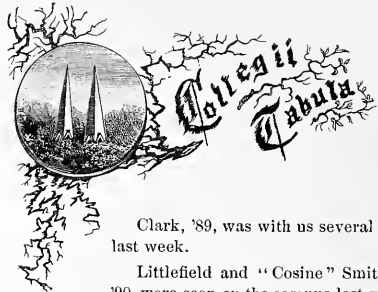 Collegii
Tabula
Clark, '89, was with us several
last week.
Littlefield and "Cosine" Smit
'90, were seen on the campus last